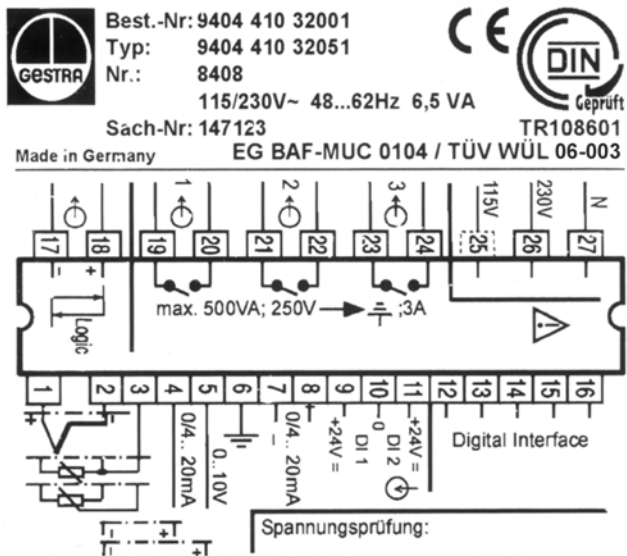 GESTRA
Best.-Nr: 9404 410 32001
Typ: 9404 410 32051
Nr.: 8408
115/230V~ 48...62Hz 6,5 VA
Sach-Nr: 147123
CE
DIN
Geprüft
TR108601
Made in Germany
EG BAF-MUC 0104 / TÜV WÜL 06-003
1 2 3 115V 230V N
17 18 19 20 21 22 23 24 25 26 27
- +
Logic
max. 500VA; 250V ;3A
1 2 3 4 5 6 7 8 9 10 11 12 13 14 15 16
+ -
0/4.. 20mA
0..10V
- 0/4.. 20mA +
+24V =
DI 1
0
DI 2
+24V =
Digital Interface
- +
- +
Spannungsprüfung: